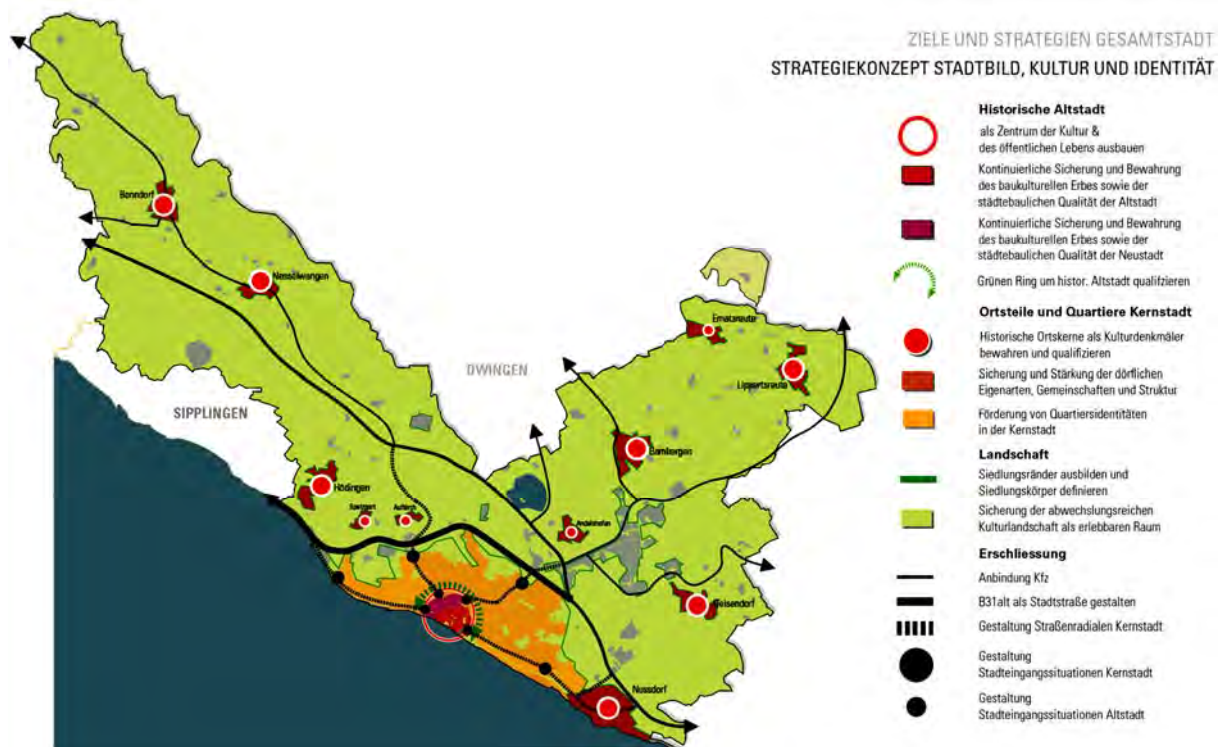 ZIELE UND STRATEGIEN GESAMTSTADT
STRATEGIEKONZEPT STADTBILD, KULTUR UND IDENTITÄT
Historische Altstadt
als Zentrum der Kultur &
des öffentlichen Lebens ausbauen
Kontinuierliche Sicherung und Bewahrung
des baukulturellen Erbes sowie der
städtebaulichen Qualität der Altstadt
Kontinuierliche Sicherung und Bewahrung
des baukulturellen Erbes sowie der
städtebaulichen Qualität der Neustadt
Grünen Ring um histor. Altstadt qualifzieren
Ortsteile und Quartiere Kernstadt
Historische Ortskerne als Kulturdenkmäler
bewahren und qualifizieren
Sicherung und Stärkung der dörflichen
Eigenarten, Gemeinschaften und Struktur
Förderung von Quartiersidentitäten
in der Kernstadt
Landschaft
Siedlungsränder ausbilden und
Siedlungskörper definieren
Sicherung der abwechslungsreichen
Kulturlandschaft als erlebbaren Raum
Erschliessung
Anbindung Kfz
B31alt als Stadtstraße gestalten
Gestaltung Straßenradialen Kernstadt
Gestaltung
Stadteingangssituationen Kernstadt
Gestaltung
Stadteingangssituationen Altstadt
Bonndorf
Nesselwangen
Ernatsreute
OWINGEN
Lippertsreute
SIPPLINGEN
Bambergen
Hödingen
Aufkirch
Andelshofen
Deisendorf
Nussdorf